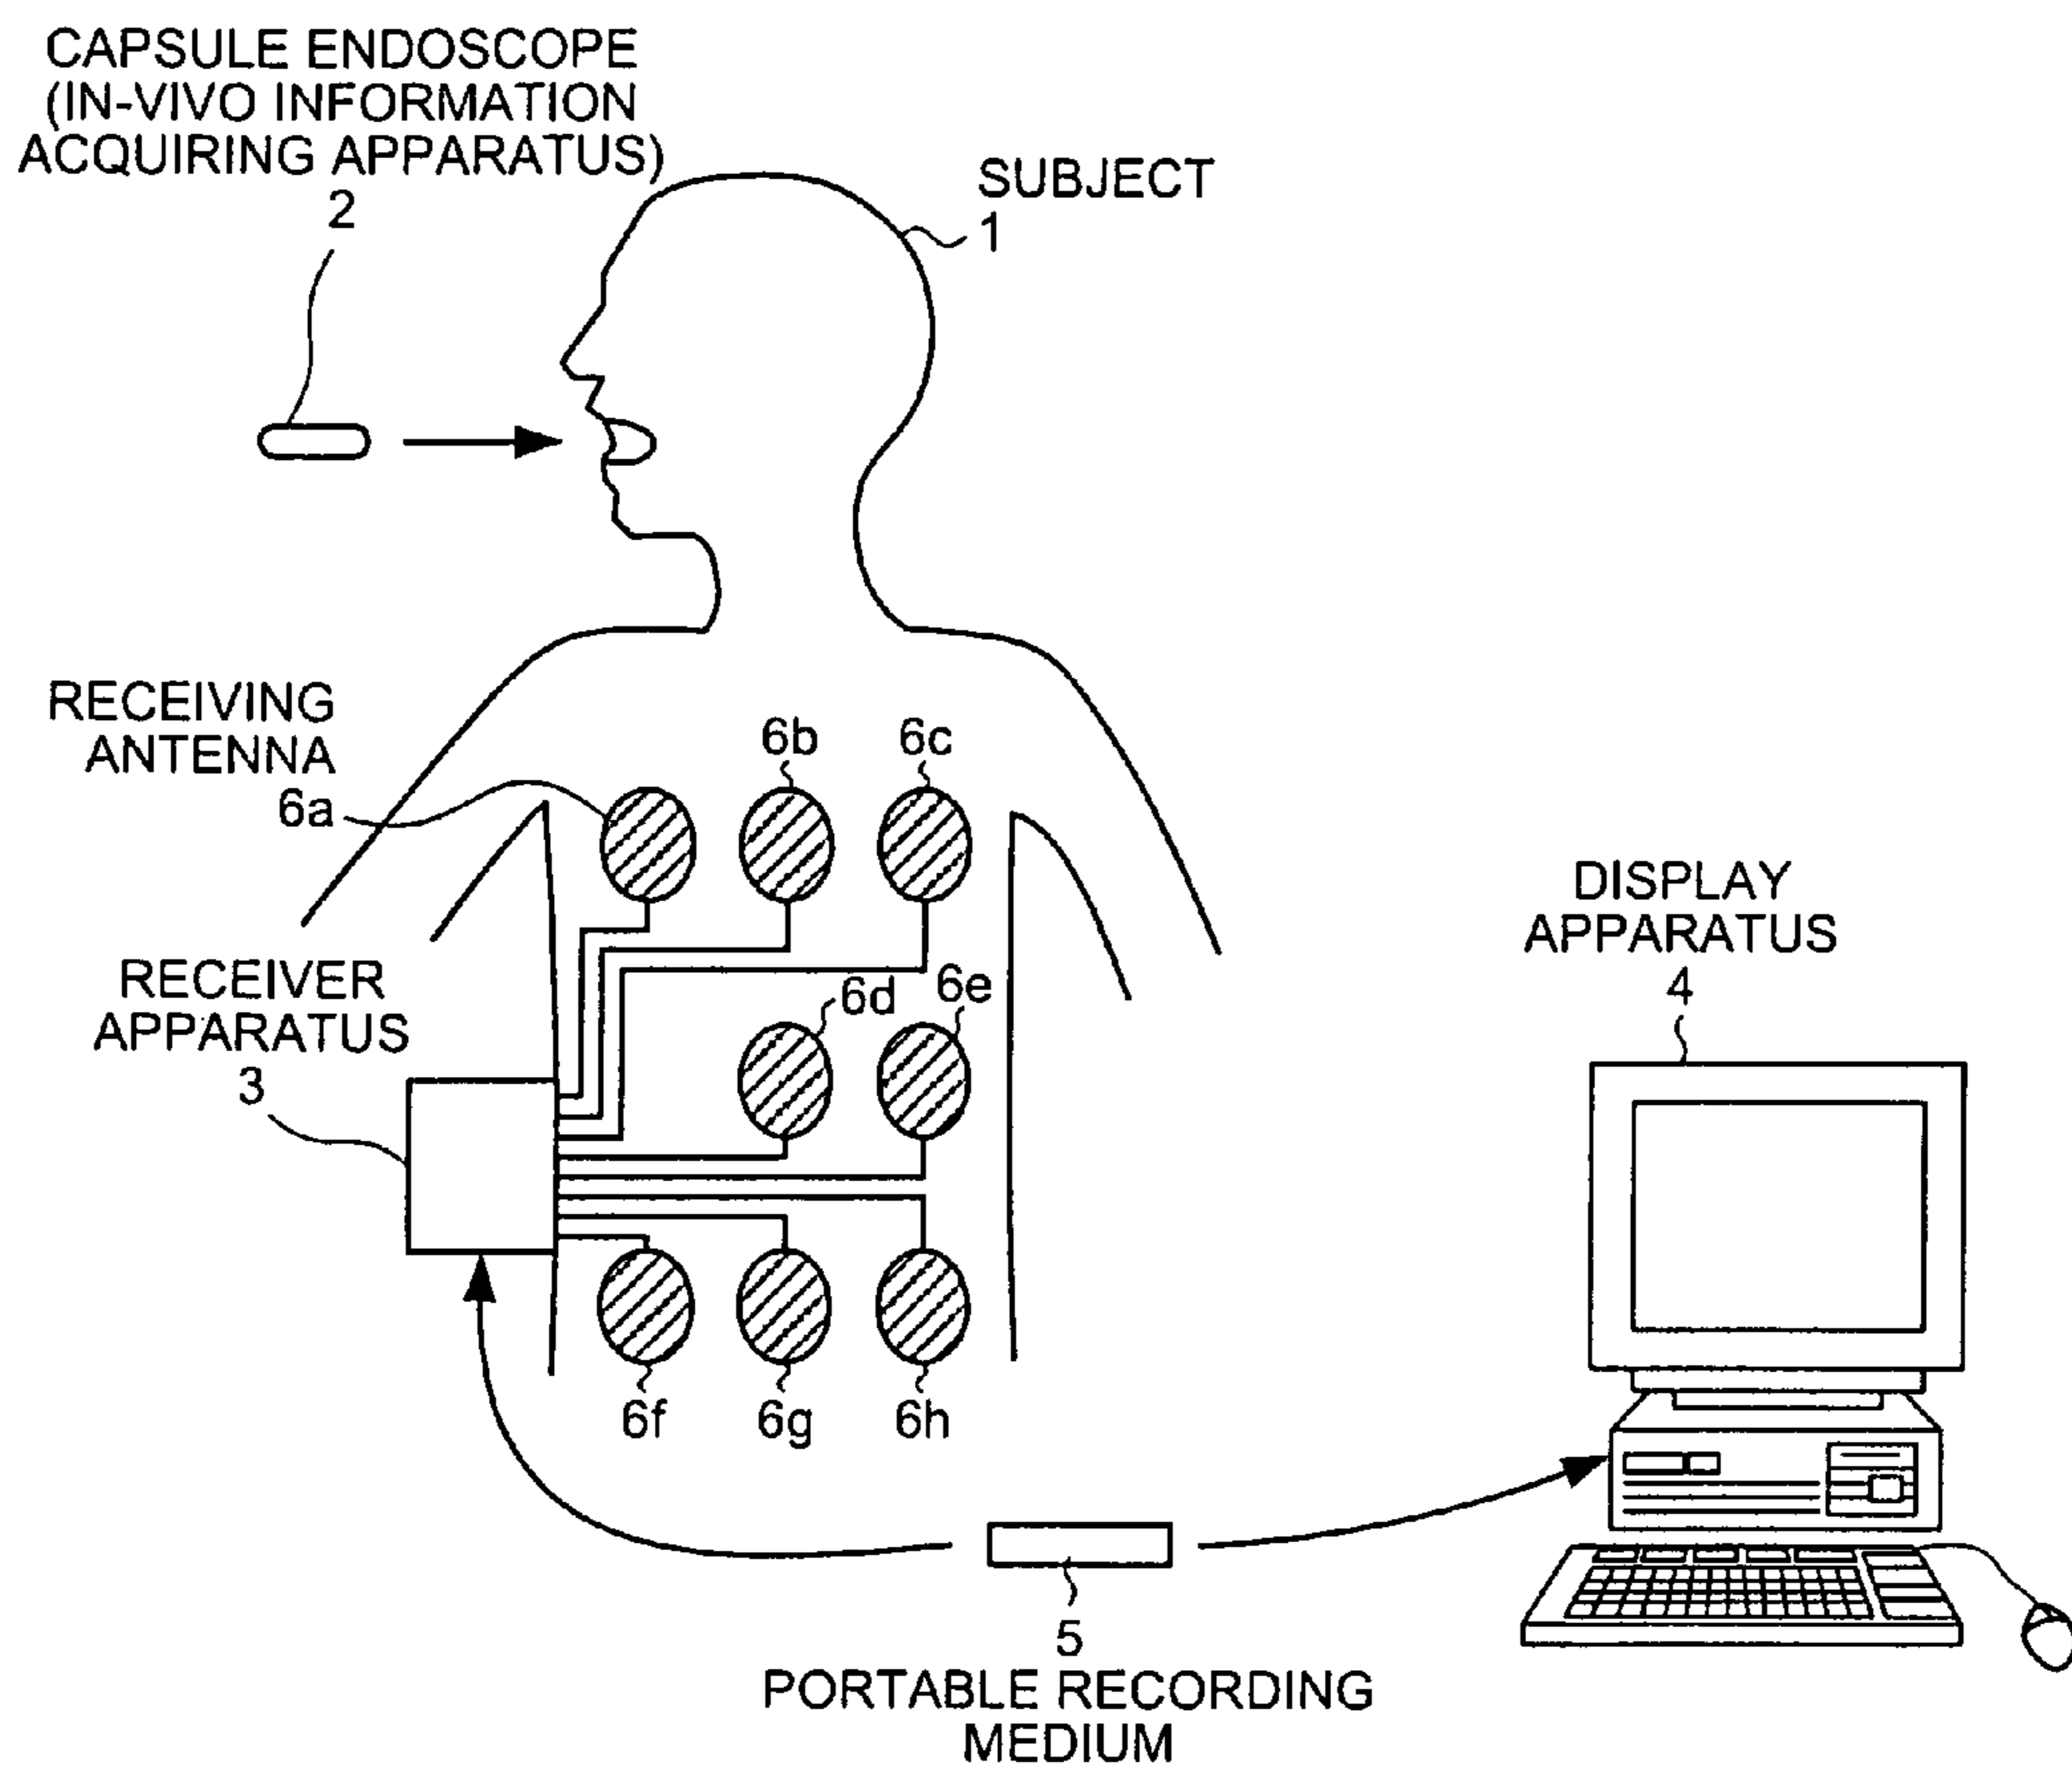 CAPSULE ENDOSCOPE
(IN-VIVO INFORMATION
ACQUIRING APPARATUS)
2
SUBJECT
1
RECEIVING
ANTENNA
6a
6b
6c
RECEIVER
APPARATUS
3
6d
6e
DISPLAY
APPARATUS
4
6f
6g
6h
5
PORTABLE RECORDING
MEDIUM